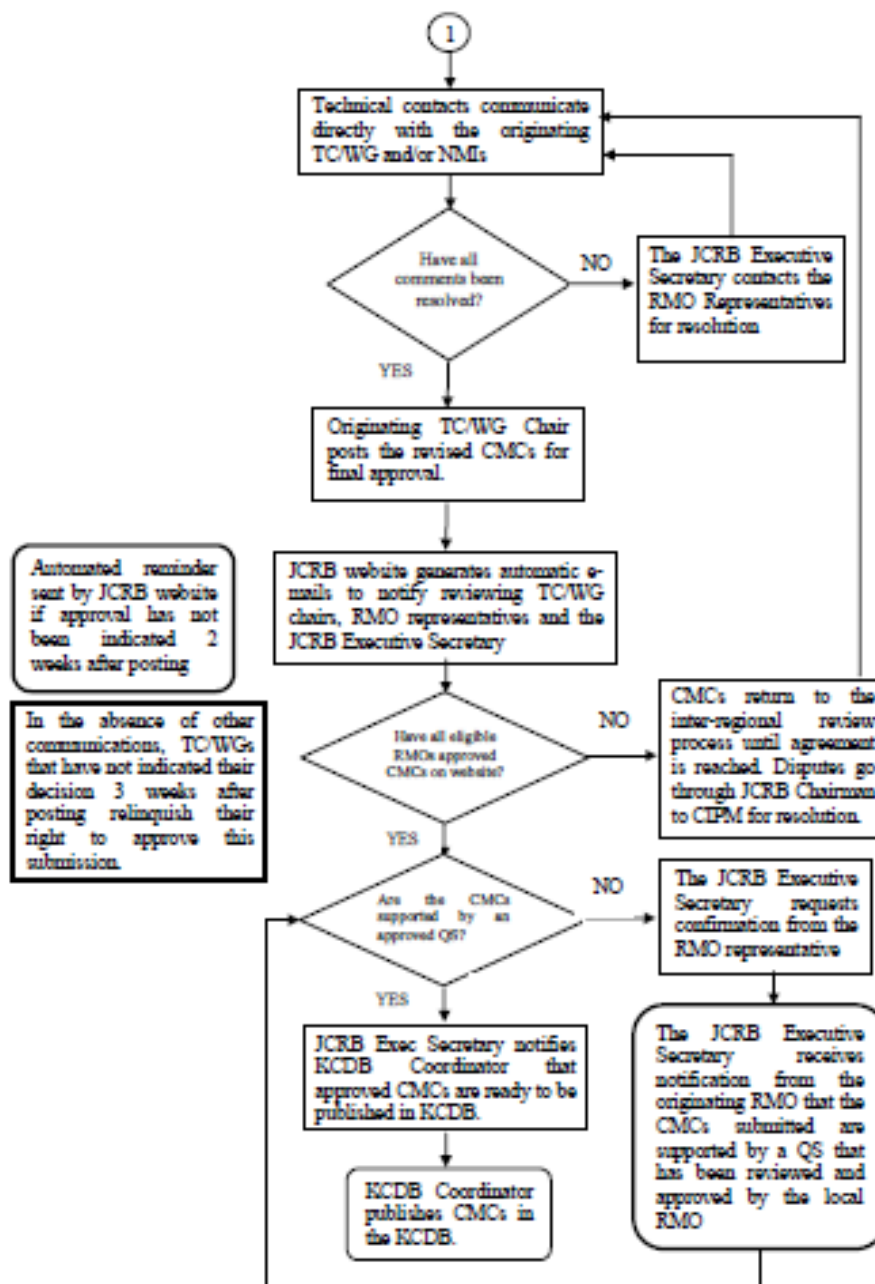 1
Technical contacts communicate
directly with the originating
TC/WG and/or NMIs
Have all
comments been
resolved?
NO
The JCRB Executive
Secretary contacts the
RMO Representatives
for resolution
YES
Originating TC/WG Chair
posts the revised CMCs for
final approval.
Automated reminder
sent by JCRB website
if approval has not
been indicated 2
weeks after posting
JCRB website generates automatic e-
mails to notify reviewing TC/WG
chairs, RMO representatives and the
JCRB Executive Secretary
In the absence of other
communications, TC/WGs
that have not indicated their
decision 3 weeks after
posting relinquish their
right to approve this
submission.
Have all eligible
RMOs approved
CMCs on website?
NO
CMCs return to the
inter-regional review
process until agreement
is reached. Disputes go
through JCRB Chairman
to CIPM for resolution.
YES
Are the CMCs
supported by an
approved QS?
NO
The JCRB Executive
Secretary requests
confirmation from the
RMO representative
YES
JCRB Exec Secretary notifies
KCDB Coordinator that
approved CMCs are ready to be
published in KCDB.
The JCRB Executive
Secretary receives
notification from the
originating RMO that the
CMCs submitted are
supported by a QS that
has been reviewed and
approved by the local
RMO
KCDB Coordinator
publishes CMCs in
the KCDB.